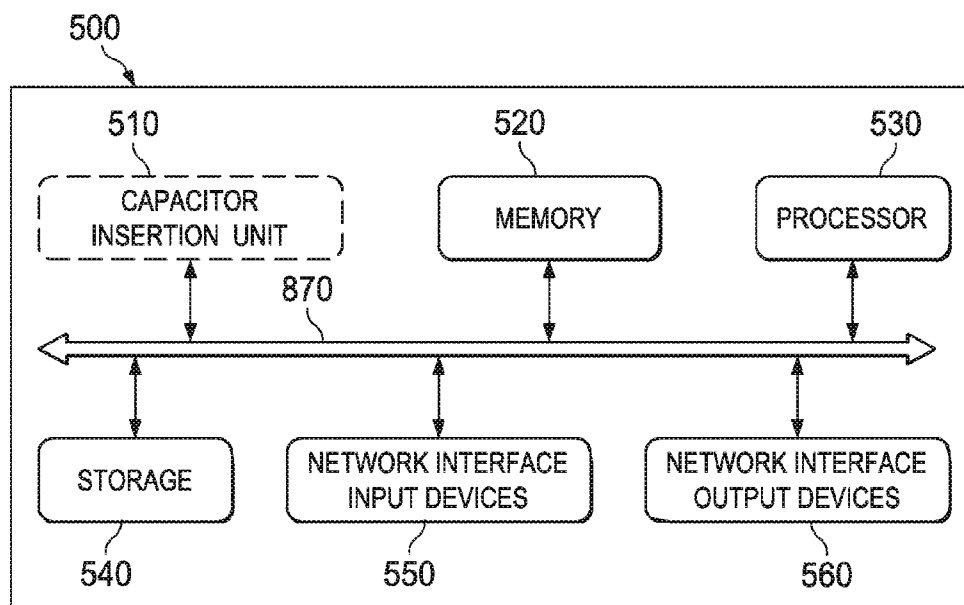 500
510
520
530
CAPACITOR
INSERTION UNIT
MEMORY
PROCESSOR
870
STORAGE
NETWORK INTERFACE
INPUT DEVICES
NETWORK INTERFACE
OUTPUT DEVICES
540
550
560